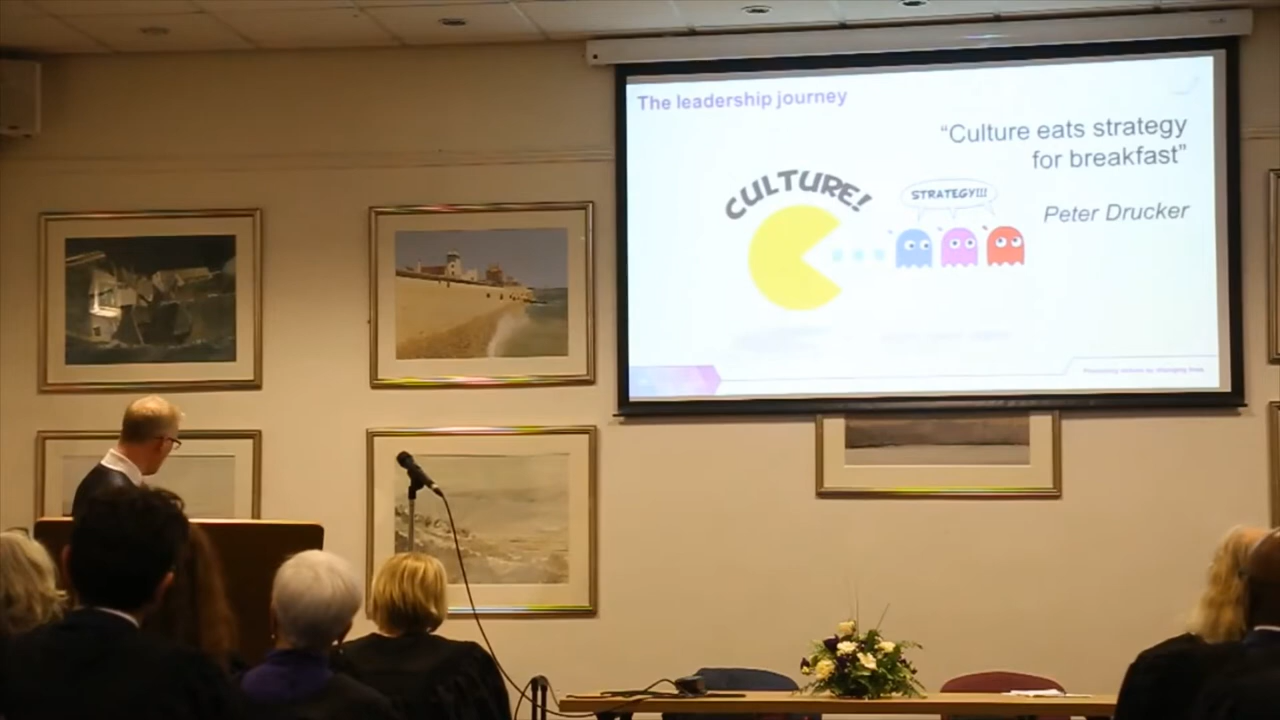 The leadership journey
“Culture eats strategy
for breakfast”
CULTURE!
STRATEGY!!!
Peter Drucker